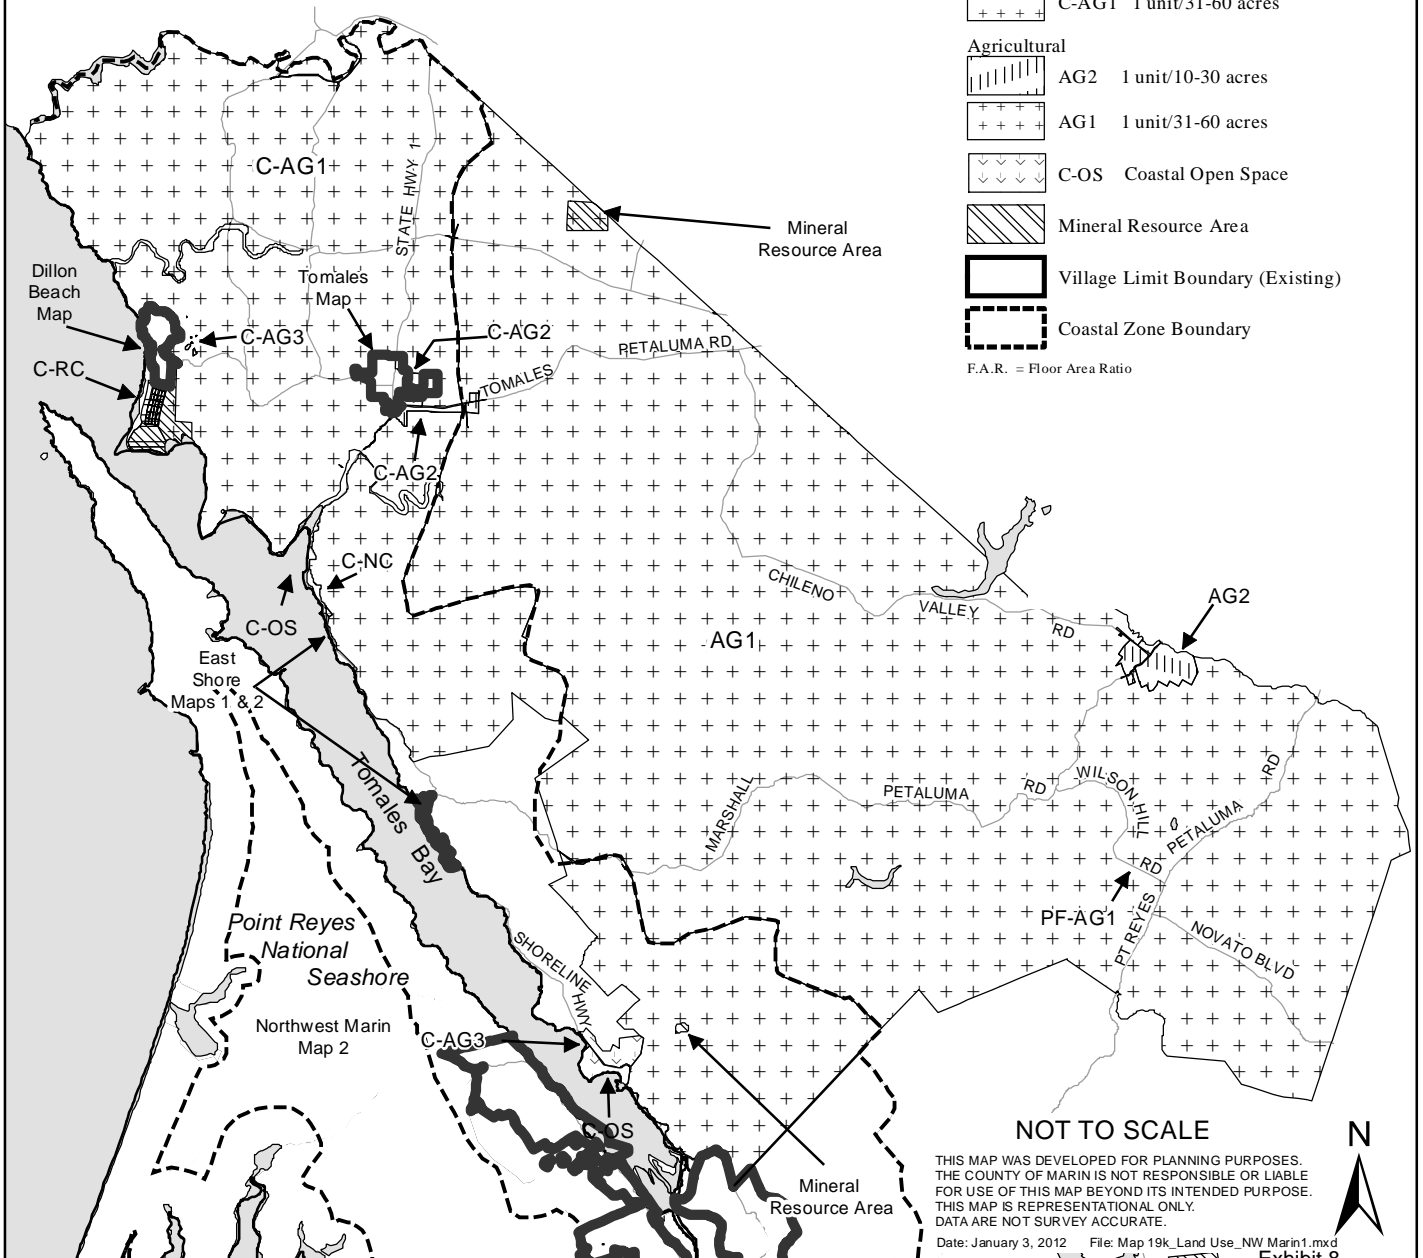 C-AG1 1 unit/31-60 acres
Agricultural
AG2 1 unit/10-30 acres
AG1 1 unit/31-60 acres
C-OS Coastal Open Space
Mineral Resource Area
Village Limit Boundary (Existing)
Coastal Zone Boundary
F.A.R. = Floor Area Ratio
C-AG1
STATE HWY 1
Mineral
Resource Area
Dillon
Beach
Map
Tomales
Map
C-AG3
C-AG2
C-RC
PETALUMA RD
TOMALES
C-AG2
C-NC
CHILENO
VALLEY
RD
AG2
C-OS
AG1
East
Shore
Maps 1 & 2
Tomales
Bay
MARSHALL
PETALUMA
RD
WILSON HILL
RD
PETALUMA
RD
PF-AG1
PT REYES
NOVATO BLVD
Point Reyes
National
Seashore
SHORELINE
HWY
Northwest Marin
Map 2
C-AG3
C-OS
Mineral
Resource Area
NOT TO SCALE
N
THIS MAP WAS DEVELOPED FOR PLANNING PURPOSES.
THE COUNTY OF MARIN IS NOT RESPONSIBLE OR LIABLE
FOR USE OF THIS MAP BEYOND ITS INTENDED PURPOSE.
THIS MAP IS REPRESENTATIONAL ONLY.
DATA ARE NOT SURVEY ACCURATE.
Date: January 3, 2012 File: Map 19k_Land Use_NW Marin1.mxd
Exhibit 8